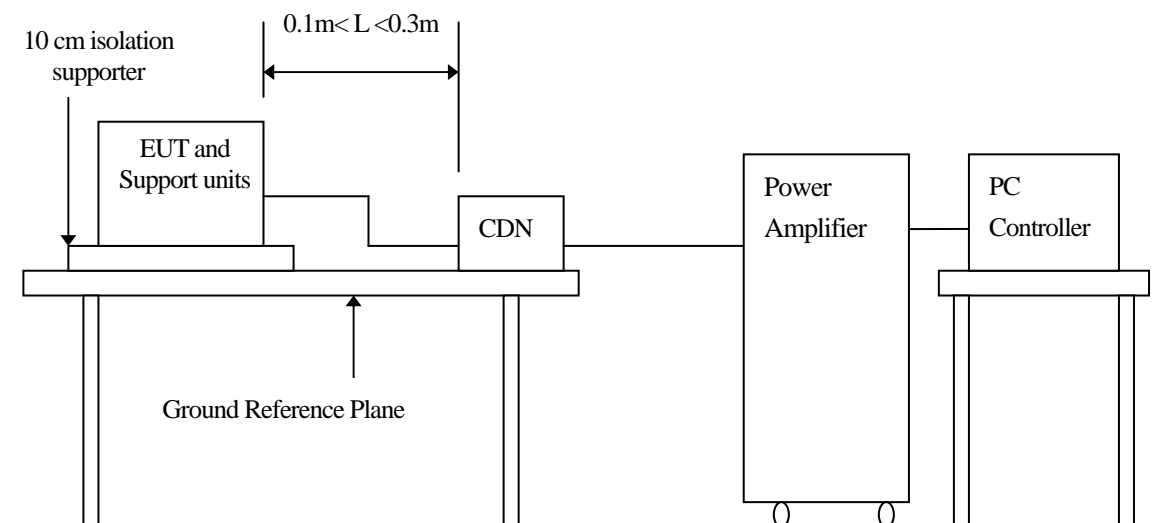 0.1m< L <0.3m
10 cm isolation
supporter
EUT and
Support units
CDN
Power
Amplifier
PC
Controller
Ground Reference Plane